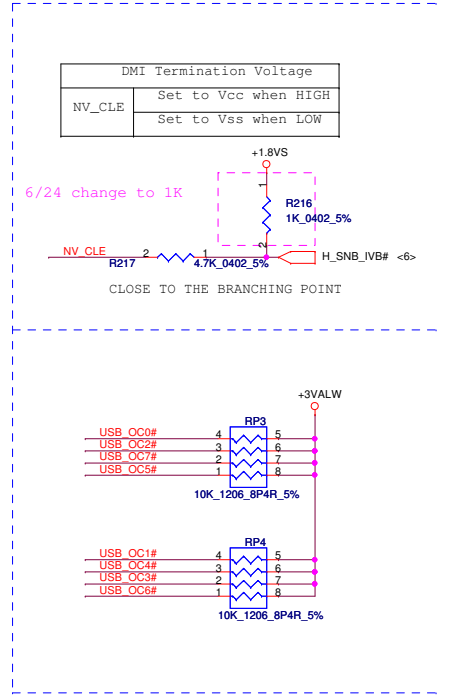 DMI Termination Voltage
NV_CLE
Set to Vcc when HIGH
Set to Vss when LOW
+1.8VS
6/24 change to 1K
1
R216
1K_0402_5%
2
NV_CLE
R217
2
1
4.7K_0402_5%
H_SNB_IVB# <6>
CLOSE TO THE BRANCHING POINT
+3VALW
RP3
USB_OC0# 4 5
USB_OC2# 3 6
USB_OC7# 2 7
USB_OC5# 1 8
10K_1206_8P4R_5%
RP4
USB_OC1# 4 5
USB_OC4# 3 6
USB_OC3# 2 7
USB_OC6# 1 8
10K_1206_8P4R_5%